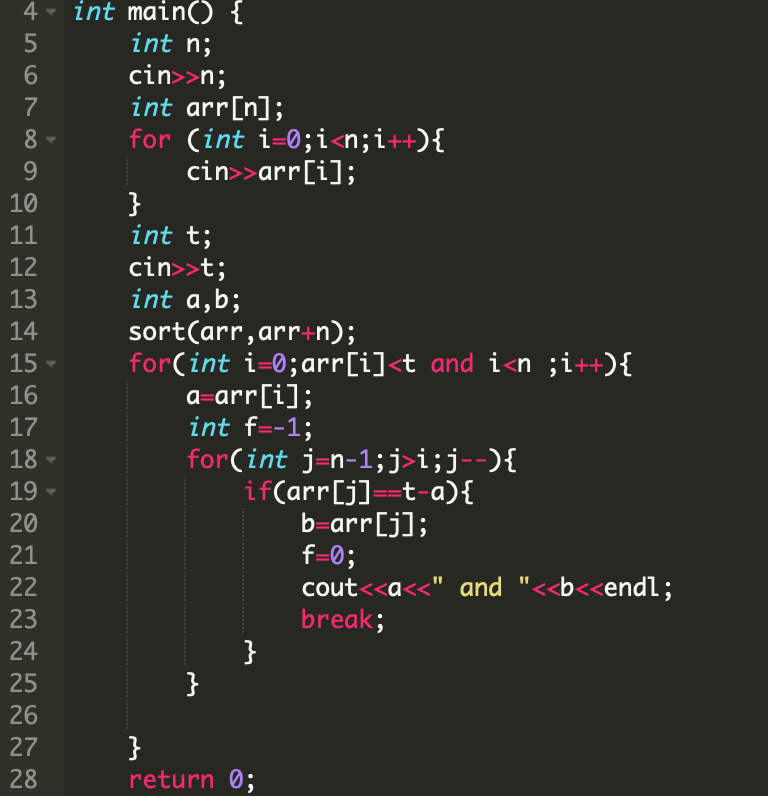 4 int main() {
5     int n;
6     cin>>n;
7     int arr[n];
8     for (int i=0;i<n;i++){
9         cin>>arr[i];
10     }
11     int t;
12     cin>>t;
13     int a,b;
14     sort(arr,arr+n);
15     for(int i=0;arr[i]<t and i<n ;i++){
16         a=arr[i];
17         int f=-1;
18         for(int j=n-1;j>i;j--){
19             if(arr[j]==t-a){
20                 b=arr[j];
21                 f=0;
22                 cout<<a<<" and "<<b<<endl;
23                 break;
24             }
25         }
26
27     }
28     return 0;